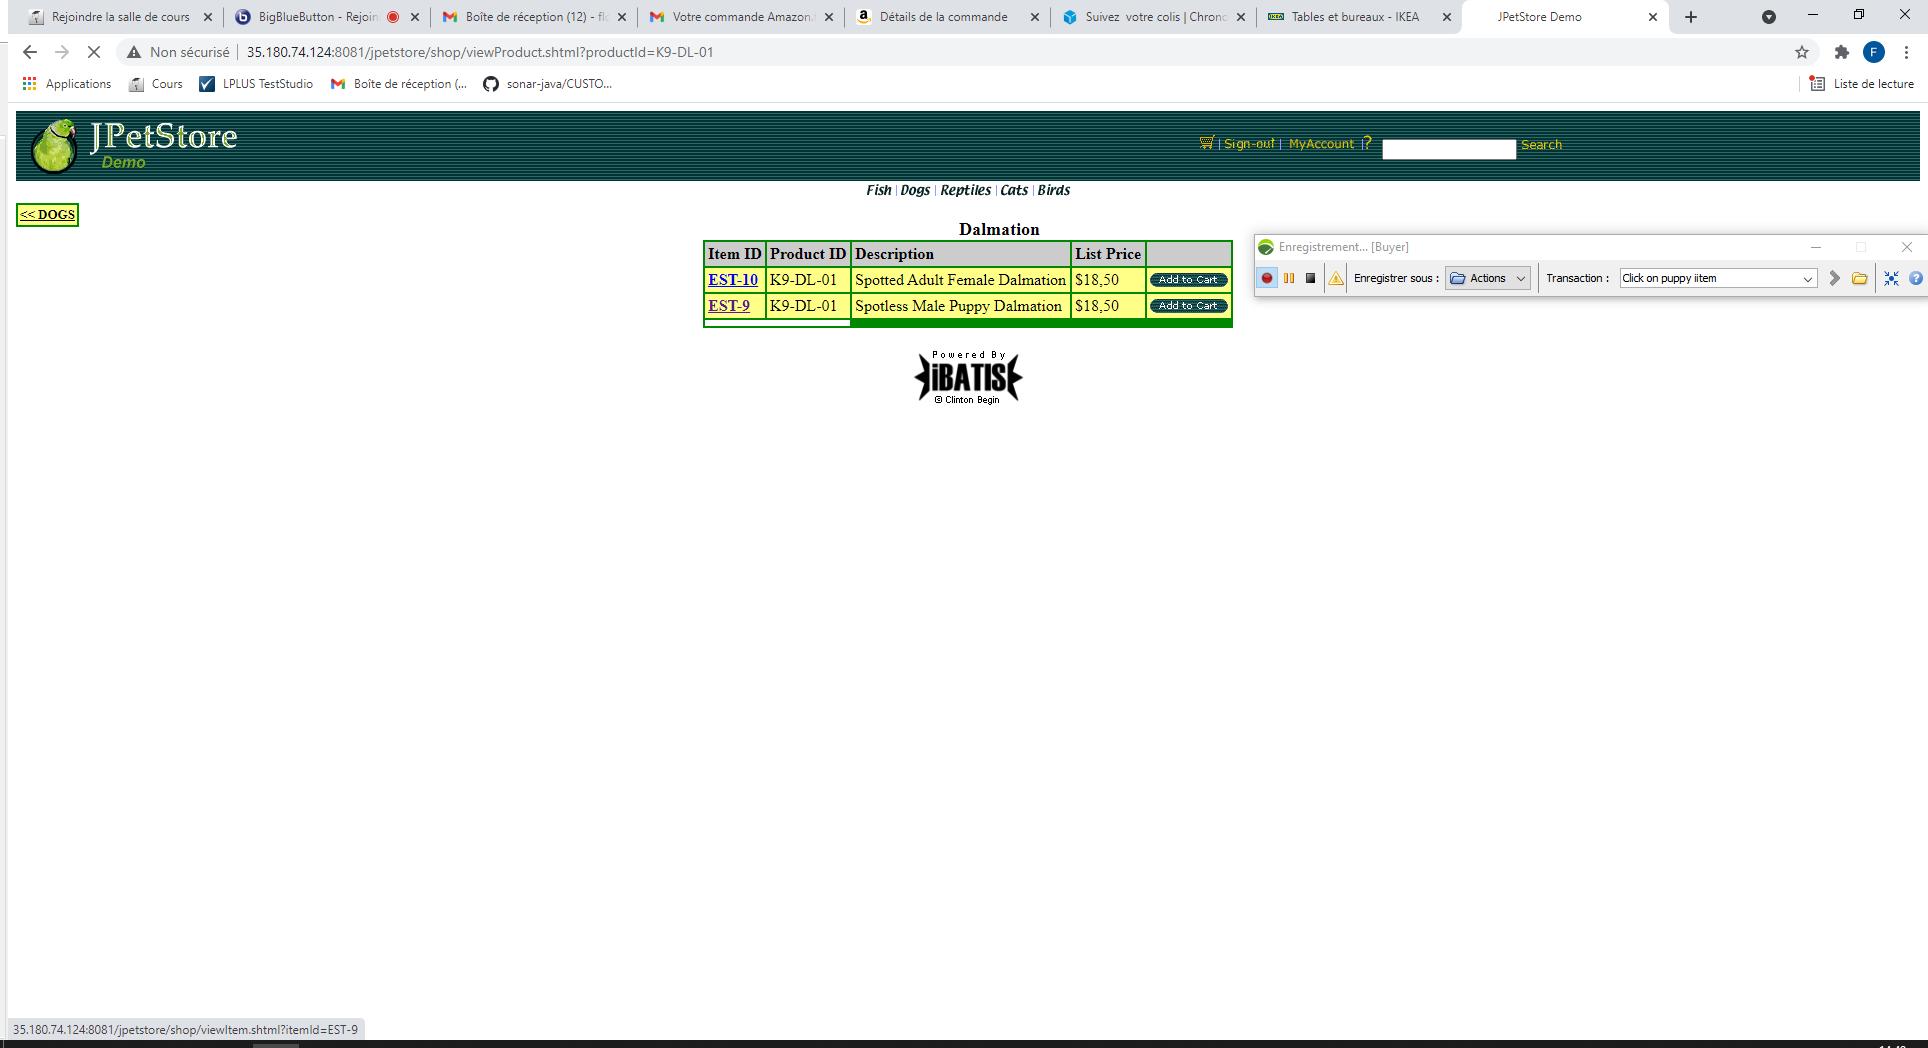 Rejoindre la salle de cours
BigBlueButton - Rejoin
Boîte de réception (12) - flo
Votre commande Amazon.f
Détails de la commande
Suivez votre colis | Chrono
Tables et bureaux - IKEA
JPetStore Demo
Non sécurisé
35.180.74.124:8081/jpetstore/shop/viewProduct.shtml?productId=K9-DL-01
F
Applications
Cours
LPLUS TestStudio
Boîte de réception (...
sonar-java/CUSTO...
Liste de lecture
JPetStore
Demo
| Sign-out | MyAccount | ?
Search
Fish | Dogs | Reptiles | Cats | Birds
<< DOGS
Dalmation
Item ID Product ID Description List Price
EST-10 K9-DL-01 Spotted Adult Female Dalmation $18,50 Add to Cart
EST-9 K9-DL-01 Spotless Male Puppy Dalmation $18,50 Add to Cart
Enregistrement... [Buyer]
Enregistrer sous : Actions Transaction : Click on puppy iitem
Powered By
iBATIS
© Clinton Begin
35.180.74.124:8081/jpetstore/shop/viewItem.shtml?itemId=EST-9